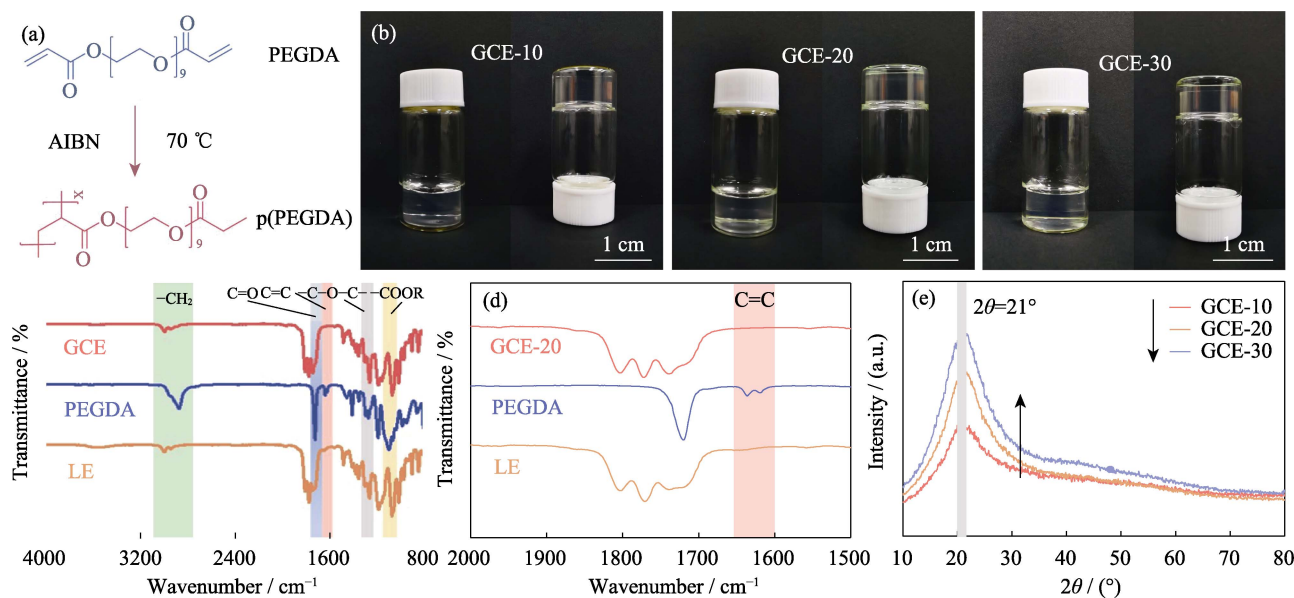 (a)
O
O
9
O
O
PEGDA
AIBN
70 ℃
x
O
O
9
O
O
p(PEGDA)
(b)
GCE-10
1 cm
GCE-20
1 cm
GCE-30
1 cm
−CH₂
C=O
C=C
C−O−C
COOR
GCE
PEGDA
LE
Transmittance / %
4000 3200 2400 1600 800
Wavenumber / cm⁻¹
(d)
C=C
GCE-20
PEGDA
LE
Transmittance / %
2000 1900 1800 1700 1600 1500
Wavenumber / cm⁻¹
(e)
2θ=21°
GCE-10
GCE-20
GCE-30
Intensity / (a.u.)
10 20 30 40 50 60 70 80
2θ / (°)